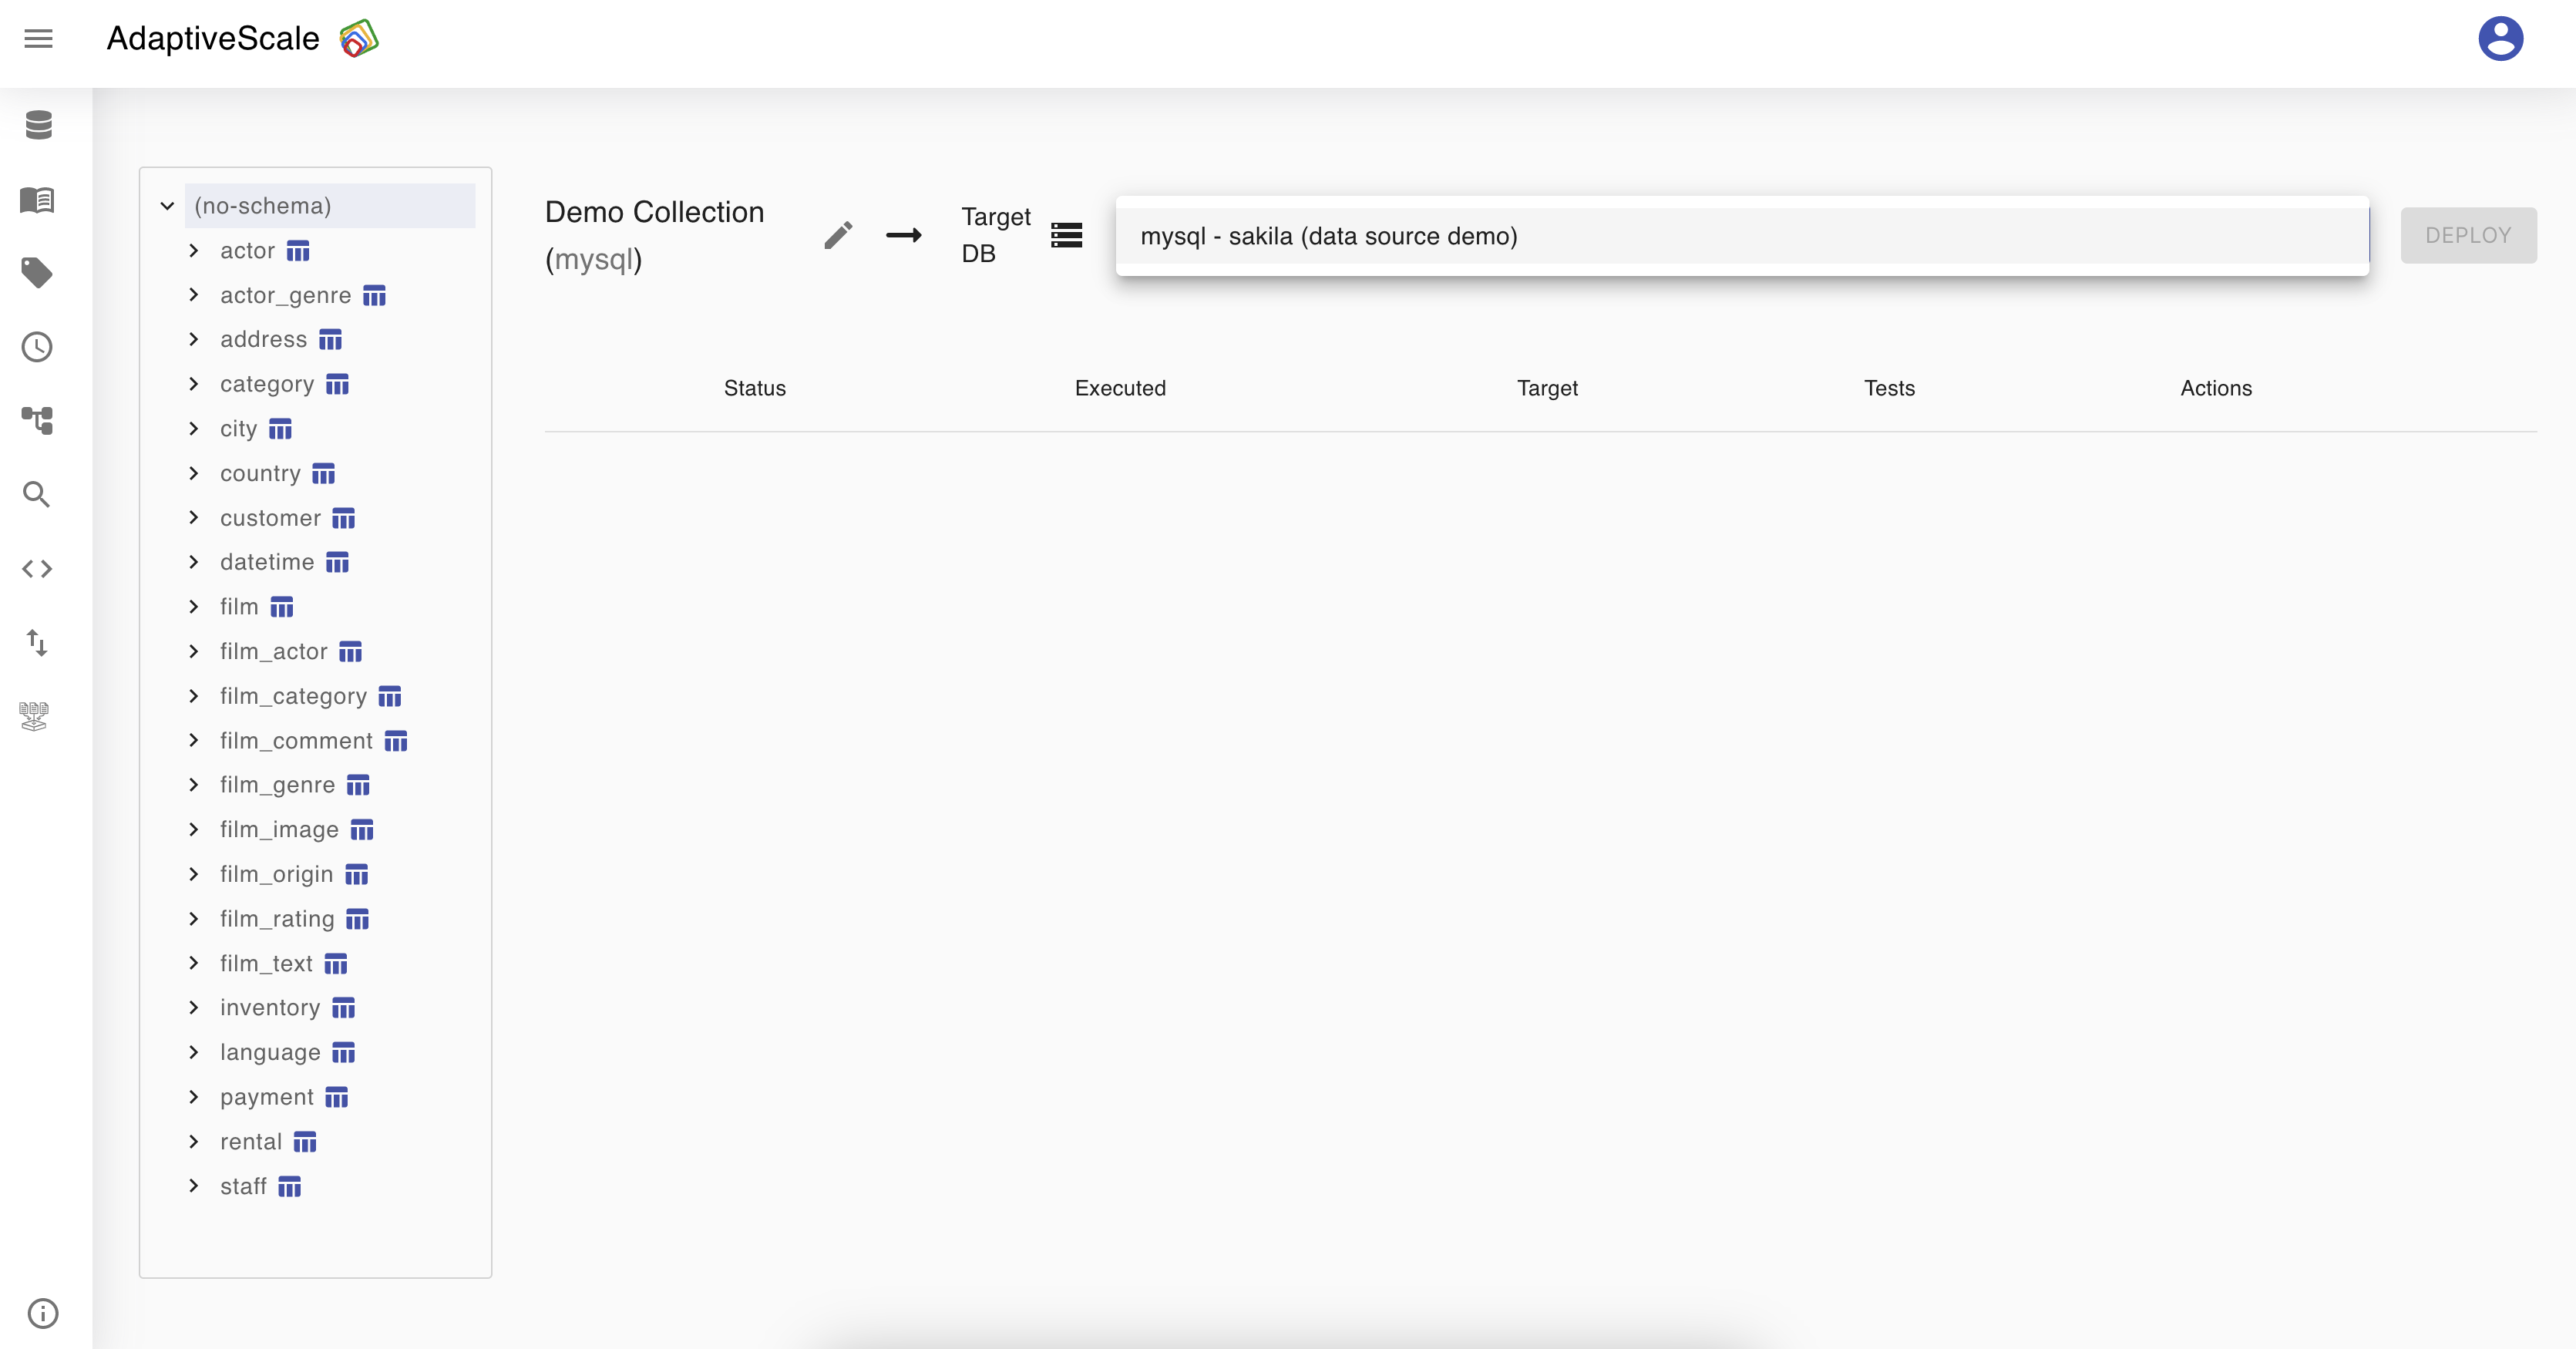 AdaptiveScale
(no-schema)
actor
actor_genre
address
category
city
country
customer
datetime
film
film_actor
film_category
film_comment
film_genre
film_image
film_origin
film_rating
film_text
inventory
language
payment
rental
staff
Demo Collection
(mysql)
Target
DB
mysql - sakila (data source demo)
DEPLOY
Status Executed Target Tests Actions